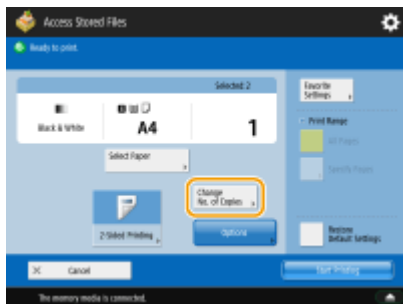 Access Stored Files
Ready to print.
Selected: 2
Black & White
A4
1
Select Paper
Change
No. of Copies
2-Sided Printing
Options
Favorite
Settings
Print Range
All Pages
Restore
Default Settings
Cancel
Start Printing
The memory media is connected.